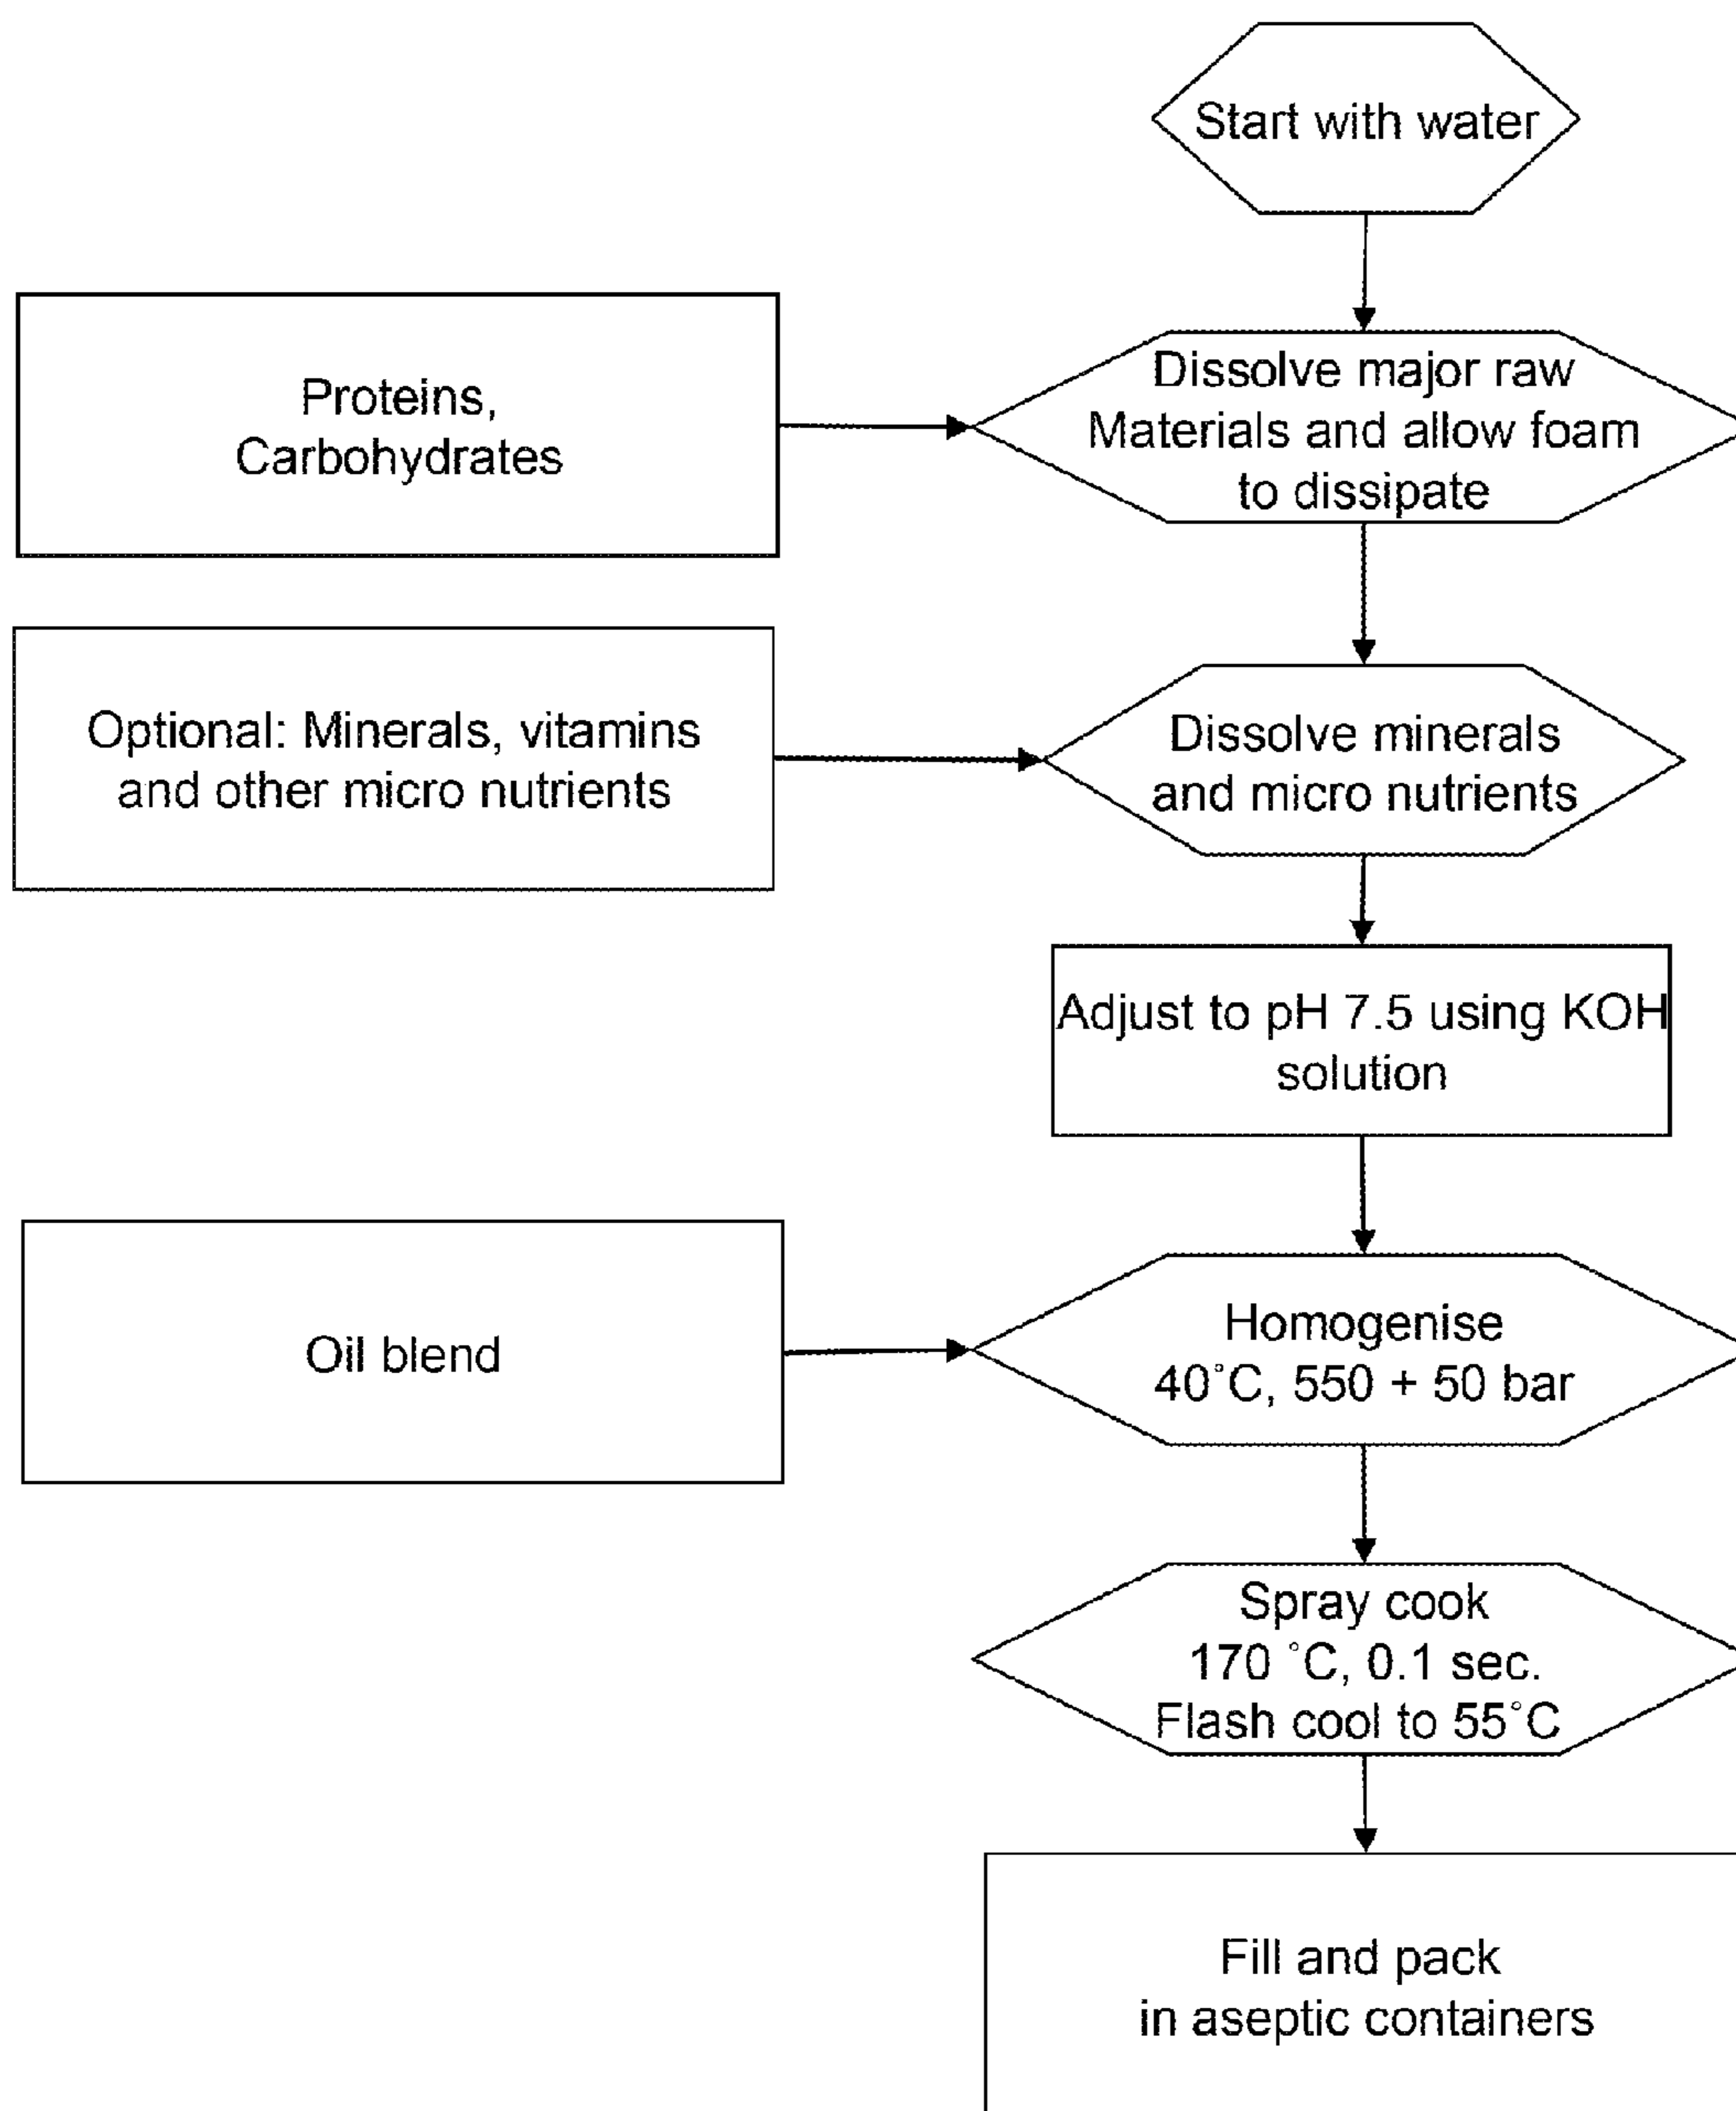 Start with water
Proteins,
Carbohydrates
Dissolve major raw
Materials and allow foam
to dissipate
Optional: Minerals, vitamins
and other micro nutrients
Dissolve minerals
and micro nutrients
Adjust to pH 7.5 using KOH
solution
Oil blend
Homogenise
40°C, 550 + 50 bar
Spray cook
170 °C, 0.1 sec.
Flash cool to 55°C
Fill and pack
in aseptic containers